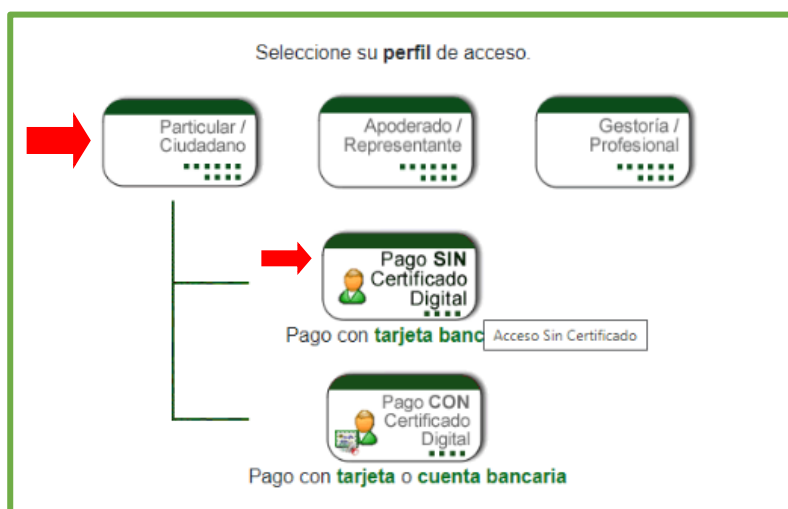 Seleccione su perfil de acceso.
Particular /
Ciudadano
Apoderado /
Representante
Gestoría /
Profesional
Pago SIN
Certificado
Digital
Pago con tarjeta banc
Acceso Sin Certificado
Pago CON
Certificado
Digital
Pago con tarjeta o cuenta bancaria